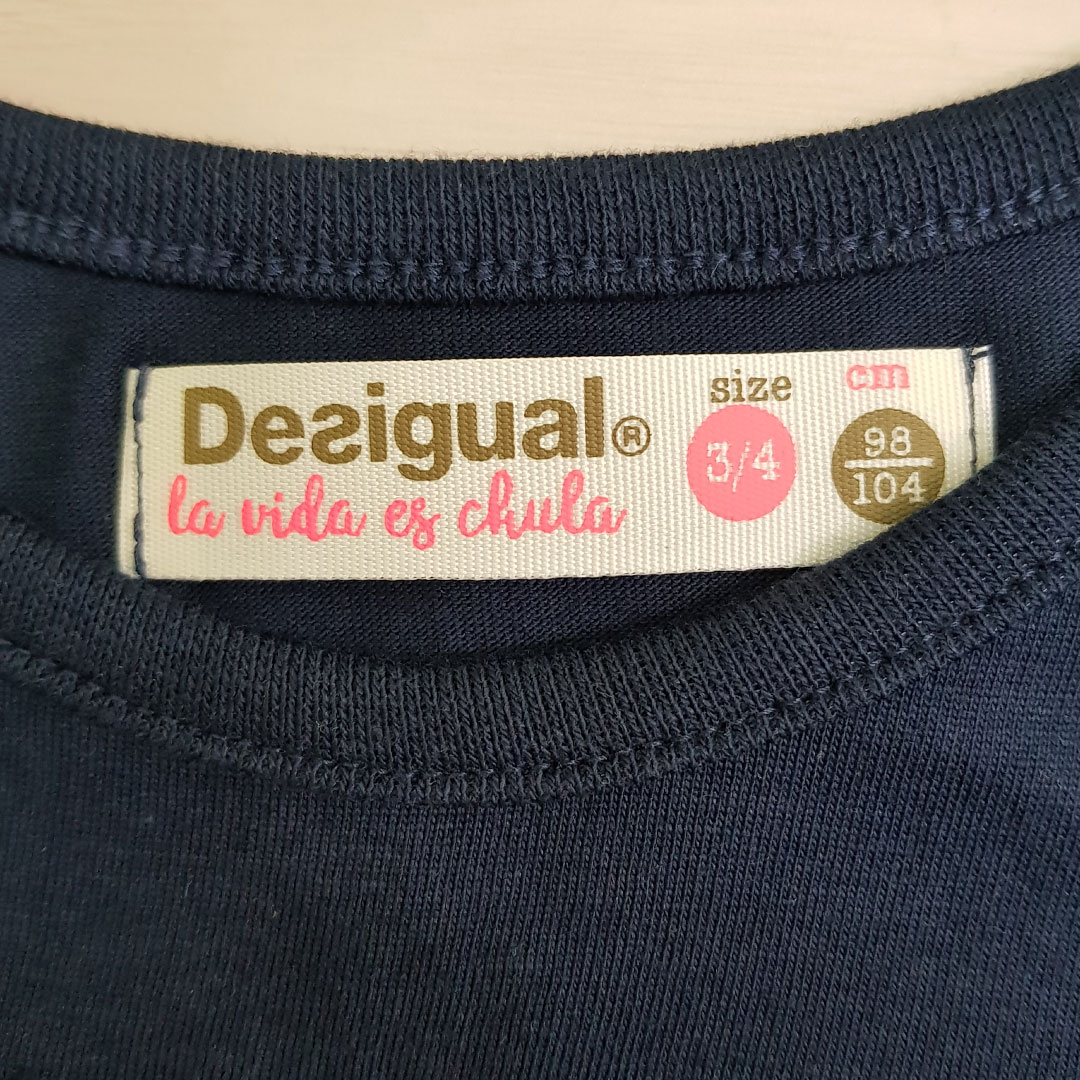 Desigual®
la vida es chula
size
3/4
cm
98
104